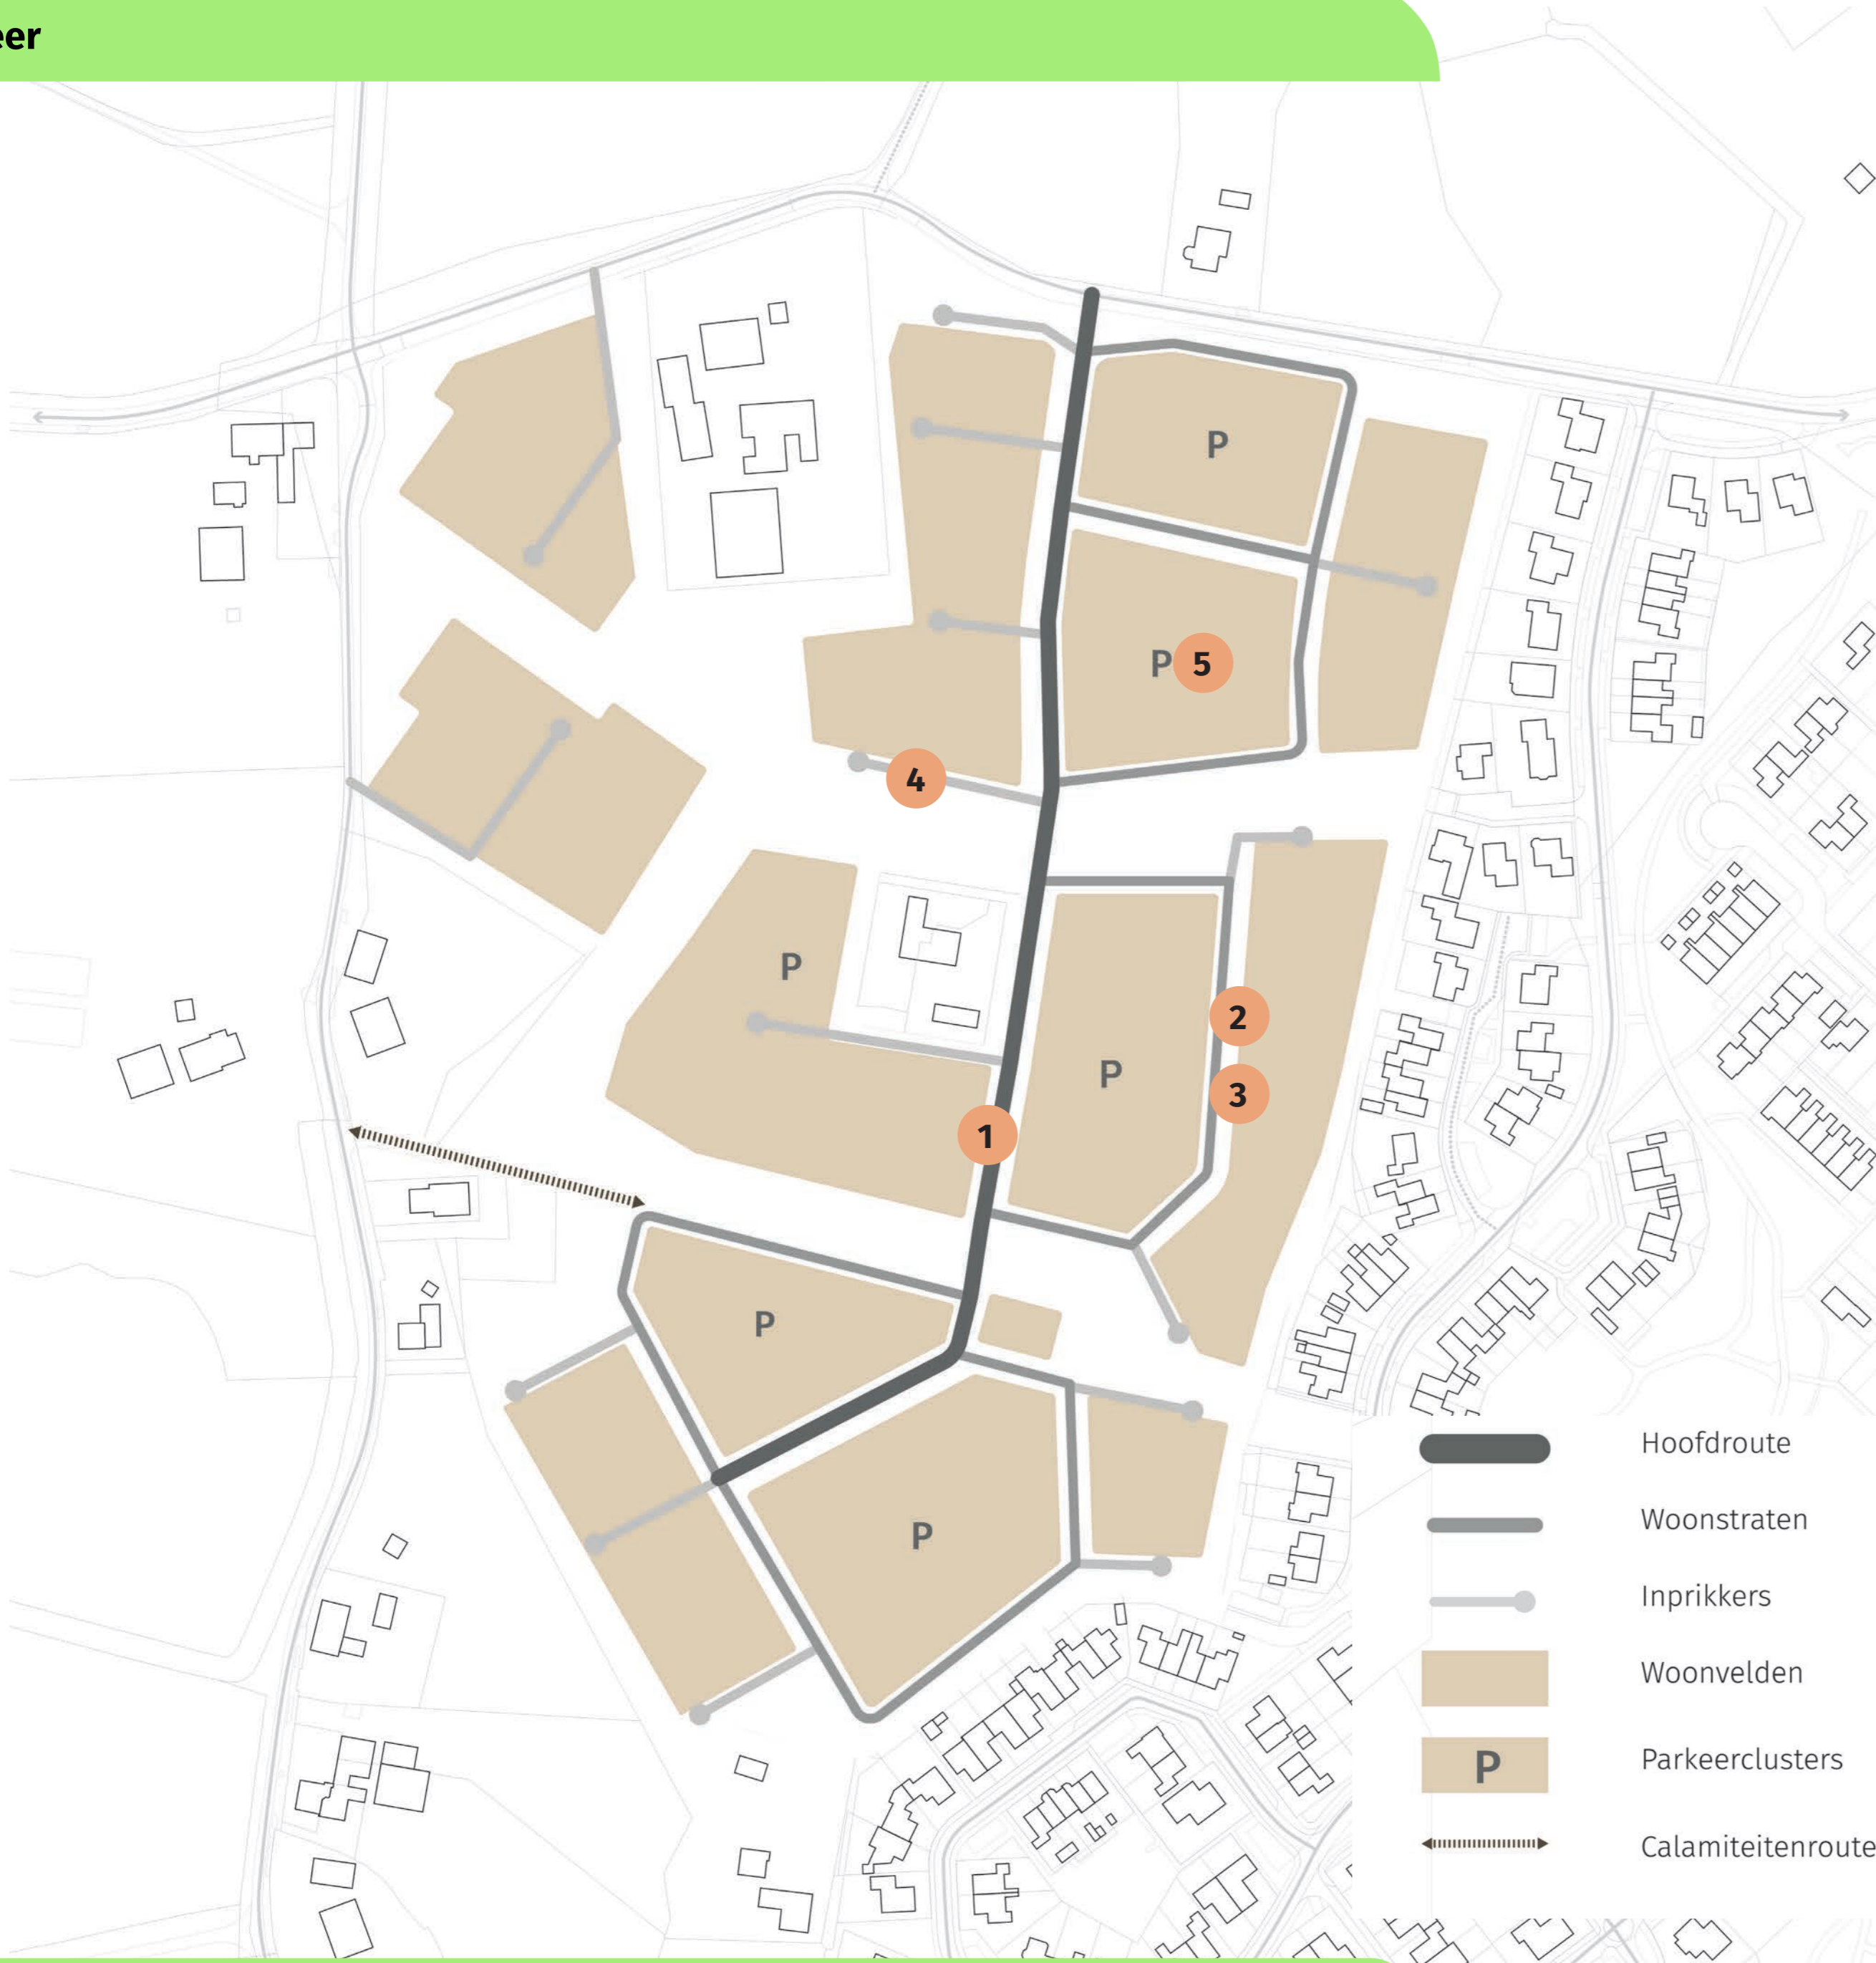 eer
P
P
5
4
P
2
P
3
1
P
P
Hoofdroute
Woonstraten
Inprikkers
Woonvelden
P
Parkeerclusters
Calamiteitenroute